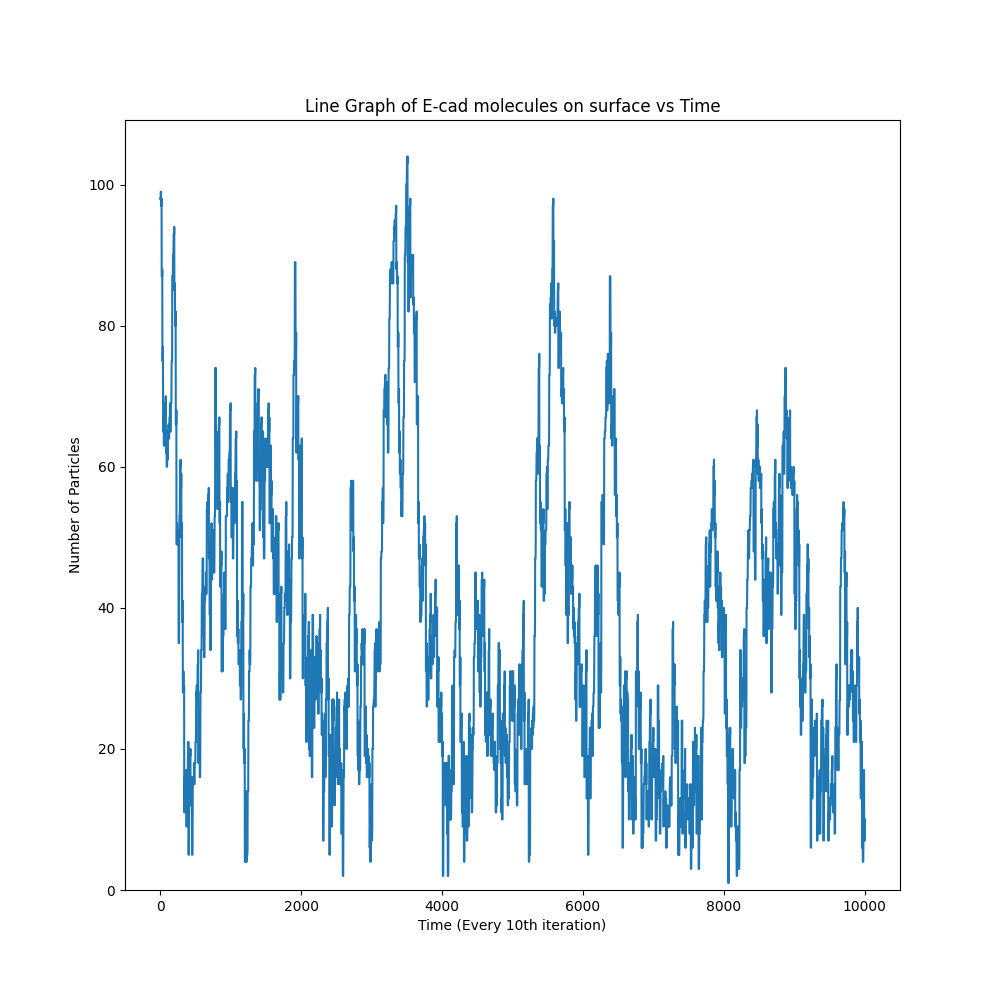 Line Graph of E-cad molecules on surface vs Time
100
80
60
40
20
0
Number of Particles
0 2000 4000 6000 8000 10000
Time (Every 10th iteration)